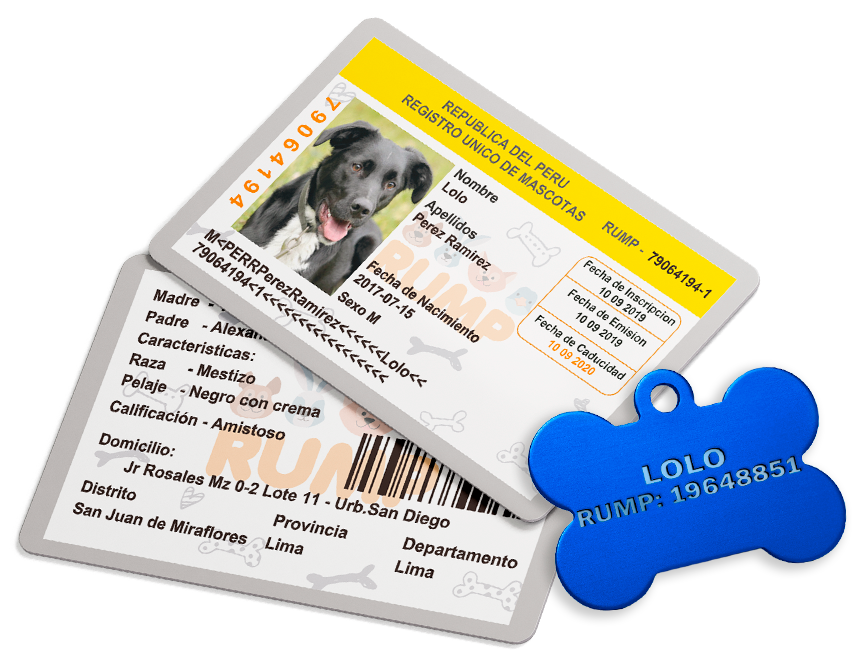 REPUBLICA DEL PERU
REGISTRO UNICO DE MASCOTAS
RUMP - 79064194-1
79064194
Nombre
Lolo
Apellidos
Perez Ramirez
Fecha de Nacimiento
2017-07-15
Sexo M
Fecha de Inscripcion
10 09 2019
Fecha de Emision
10 09 2019
Fecha de Caducidad
10 09 2020
RUMP
M<PERRPerezRamirez<<<<<<Lolo<<
79064194<1<<<<<<<<<<<<<<<<<<
Madre -
Padre - Alexan
Caracteristicas:
Raza - Mestizo
Pelaje - Negro con crema
Calificación - Amistoso
RUMP
Domicilio:
Jr Rosales Mz 0-2 Lote 11 - Urb.San Diego
Distrito
San Juan de Miraflores
Provincia
Lima
Departamento
Lima
LOLO
RUMP: 19648851